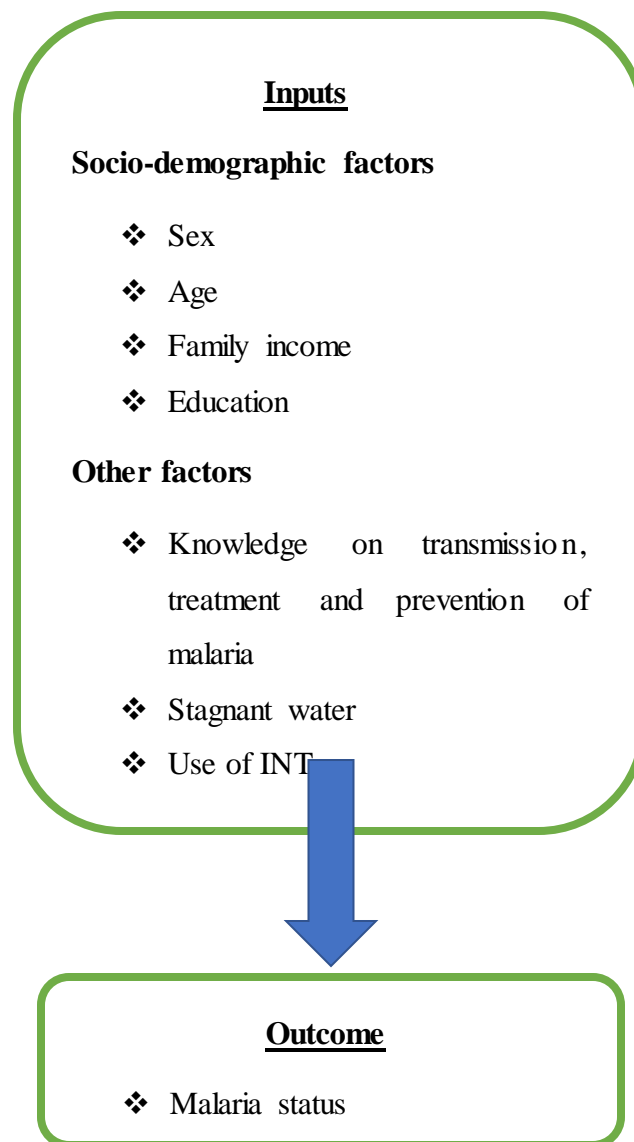 Inputs
Socio-demographic factors
❖ Sex
❖ Age
❖ Family income
❖ Education
Other factors
❖ Knowledge on transmission,
treatment and prevention of
malaria
❖ Stagnant water
❖ Use of INT
Outcome
❖ Malaria status